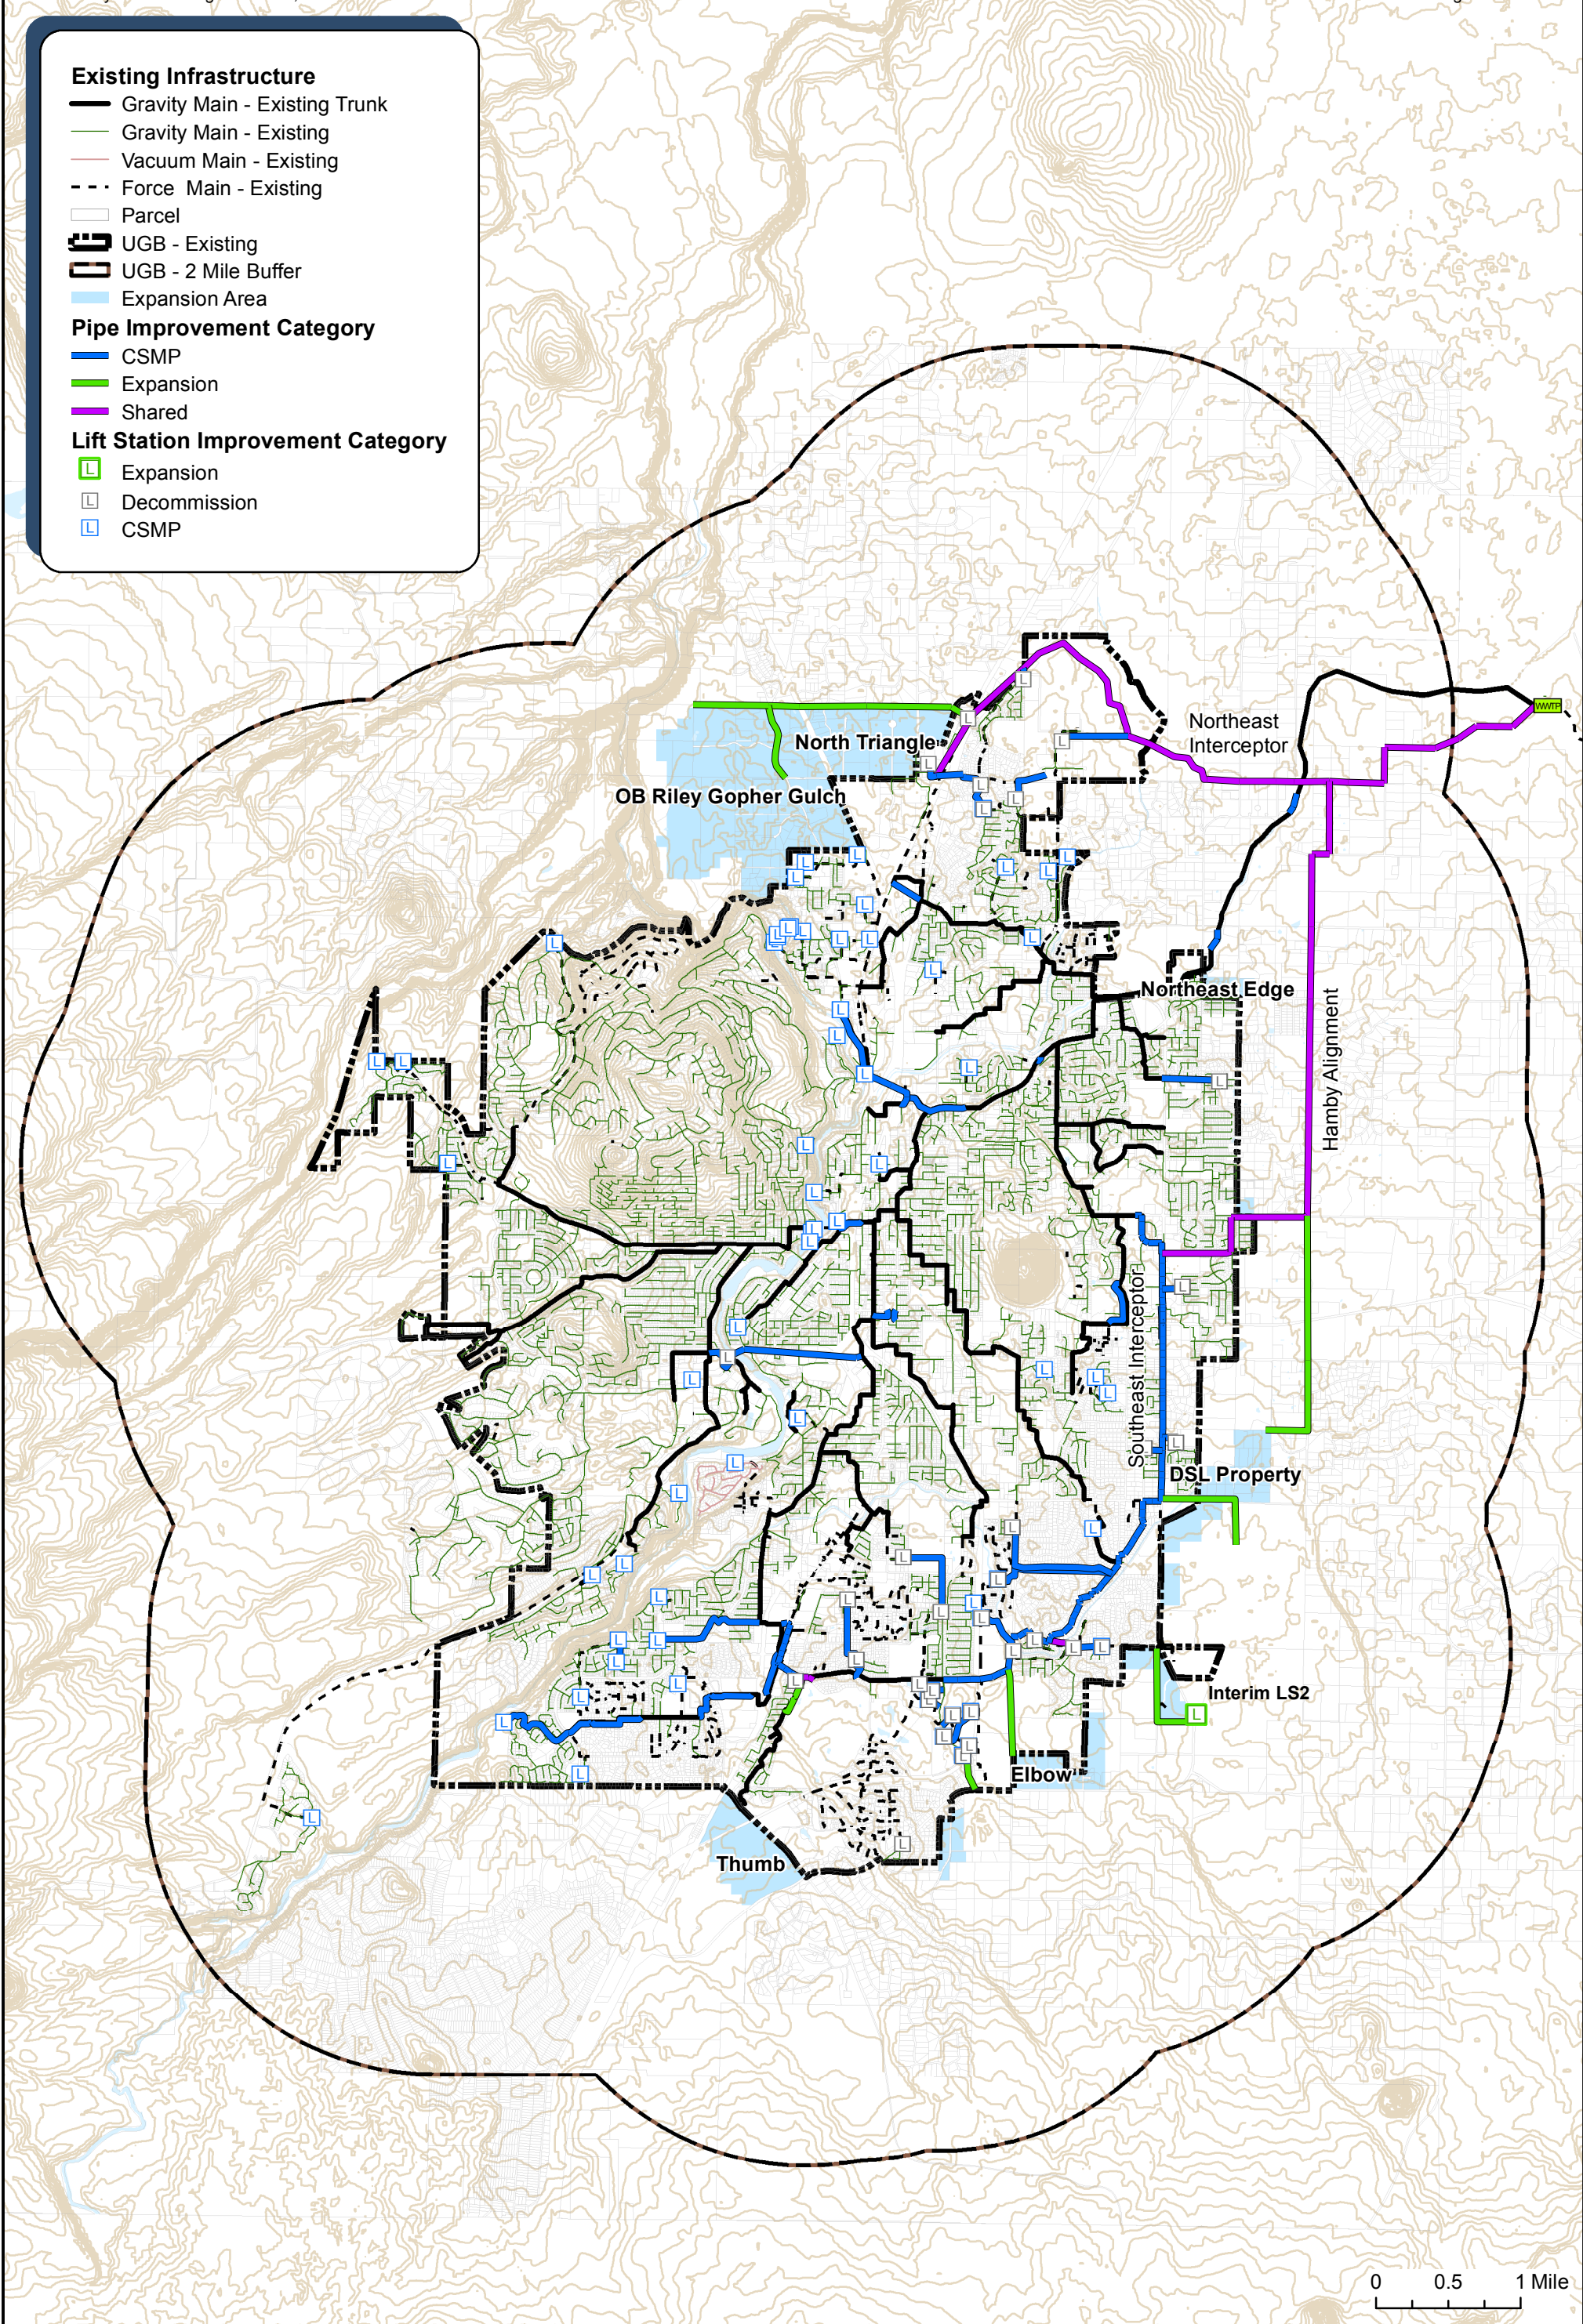 Existing Infrastructure
Gravity Main - Existing Trunk
Gravity Main - Existing
Vacuum Main - Existing
Force Main - Existing
Parcel
UGB - Existing
UGB - 2 Mile Buffer
Expansion Area
Pipe Improvement Category
CSMP
Expansion
Shared
Lift Station Improvement Category
L Expansion
L Decommission
L CSMP
WWTP
Northeast
Interceptor
North Triangle
OB Riley Gopher Gulch
Northeast Edge
Hamby Alignment
Southeast Interceptor
DSL Property
Interim LS2
Elbow
Thumb
0 0.5 1 Mile